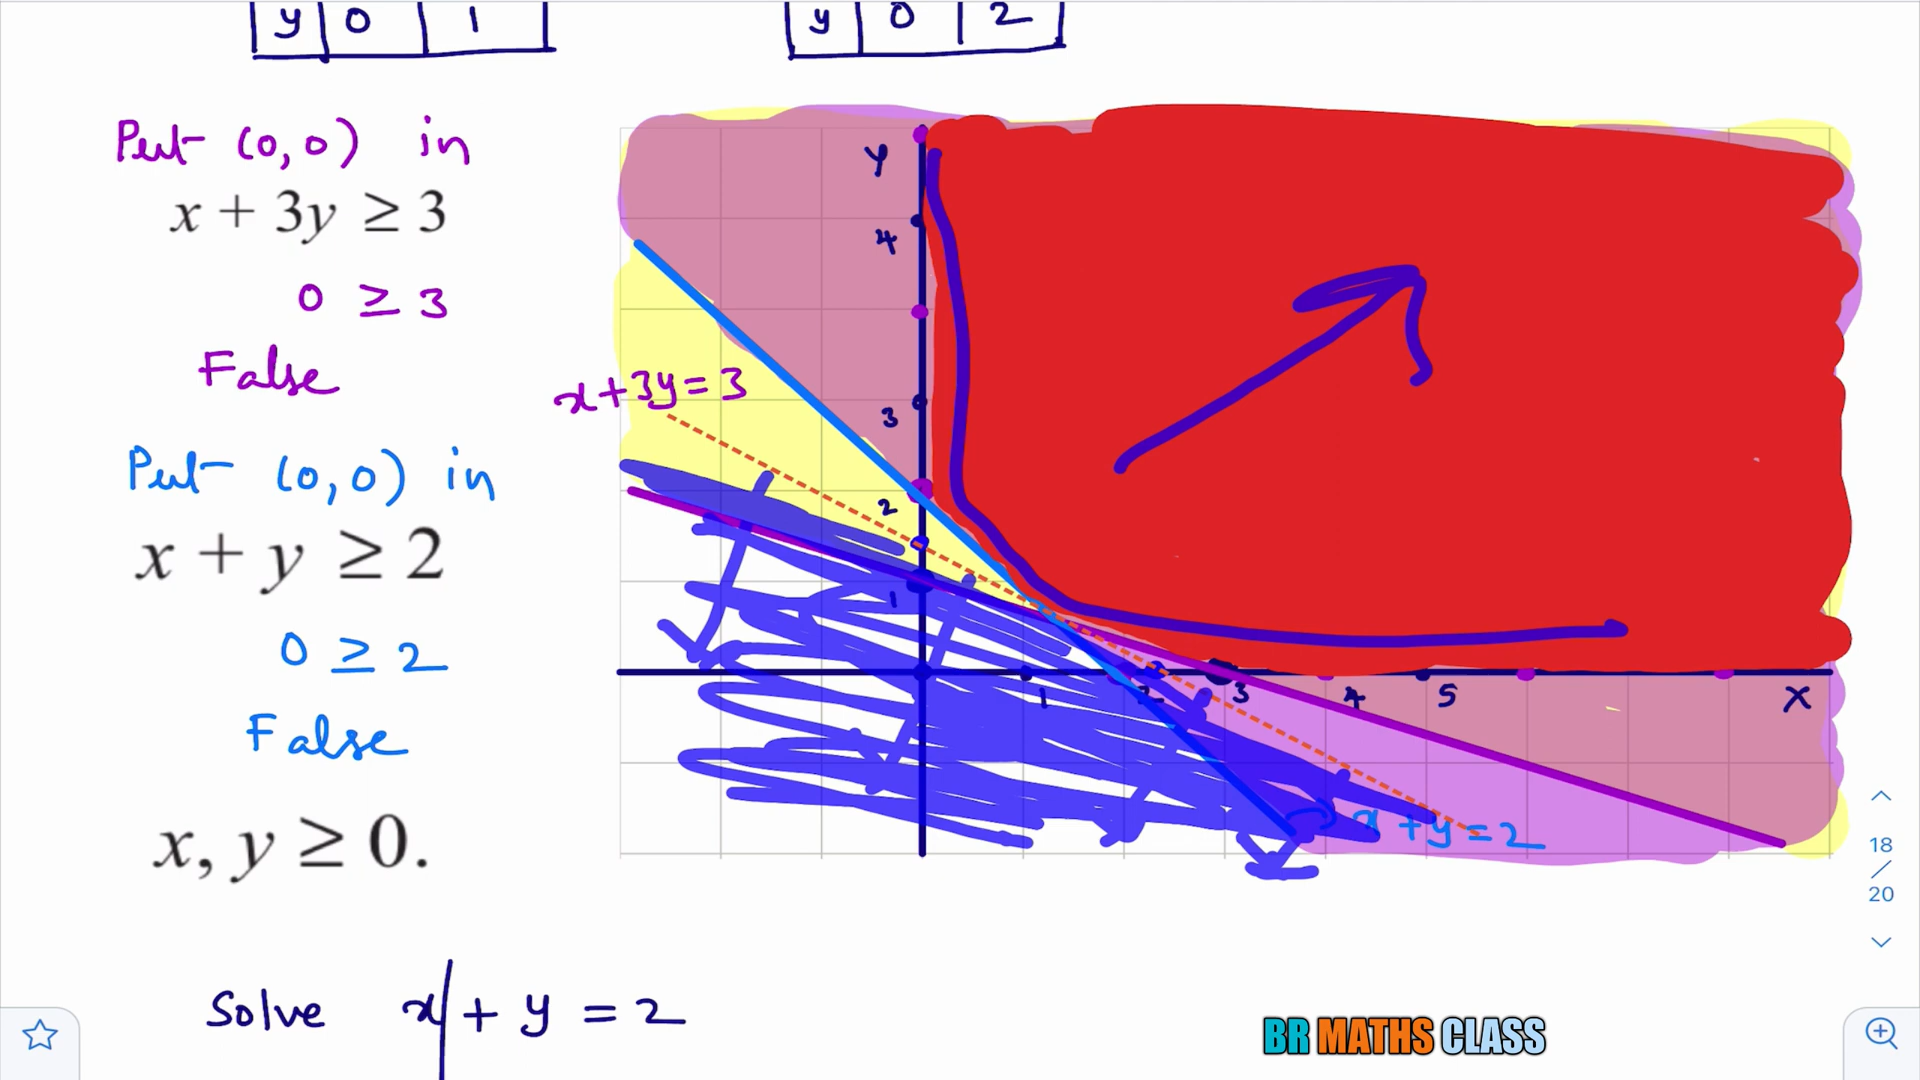 y 0 1
y 0 2
Put (0,0) in
x + 3y ≥ 3
0 ≥ 3
False
Put (0,0) in
x + y ≥ 2
0 ≥ 2
False
x, y ≥ 0.
Y
4
3
2
1
x+3y=3
1 2 3 4 5 X
x+y=2
18
/
20
Solve x + y = 2
BR MATHS CLASS